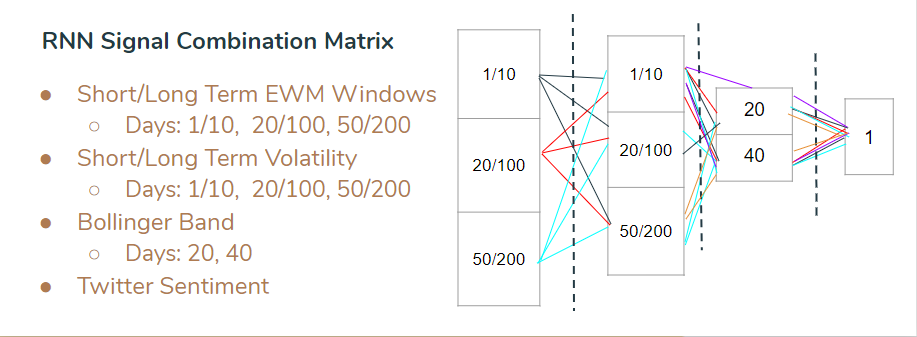 RNN Signal Combination Matrix
● Short/Long Term EWM Windows
○ Days: 1/10, 20/100, 50/200
● Short/Long Term Volatility
○ Days: 1/10, 20/100, 50/200
● Bollinger Band
○ Days: 20, 40
● Twitter Sentiment
1/10
20/100
50/200
1/10
20/100
50/200
20
40
1